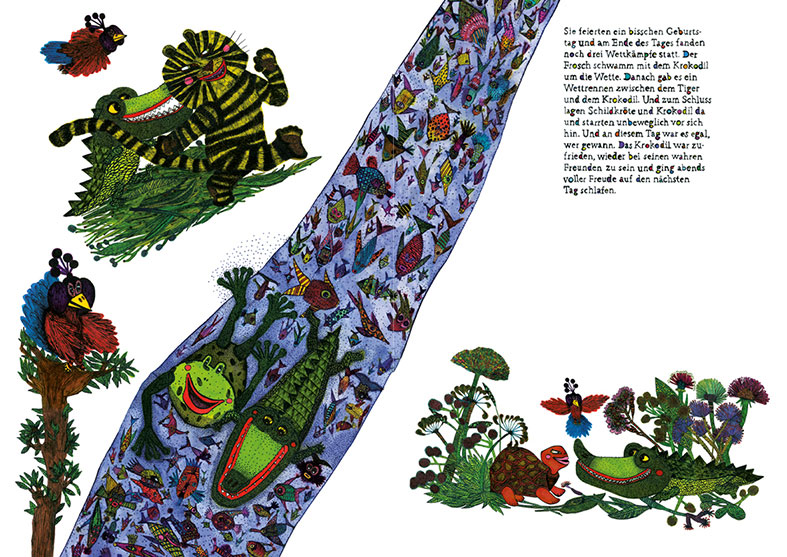 Sie feierten ein bisschen Geburts-
tag und am Ende des Tages fanden
noch drei Wettkämpfe statt. Der
Frosch schwamm mit dem Krokodil
um die Wette. Danach gab es ein
Wettrennen zwischen dem Tiger
und dem Krokodil. Und zum Schluss
lagen Schildkröte und Krokodil da
und starrten unbeweglich vor sich
hin. Und an diesem Tag war es egal,
wer gewann. Das Krokodil war zu-
frieden, wieder bei seinen wahren
Freunden zu sein und ging abends
voller Freude auf den nächsten
Tag schlafen.